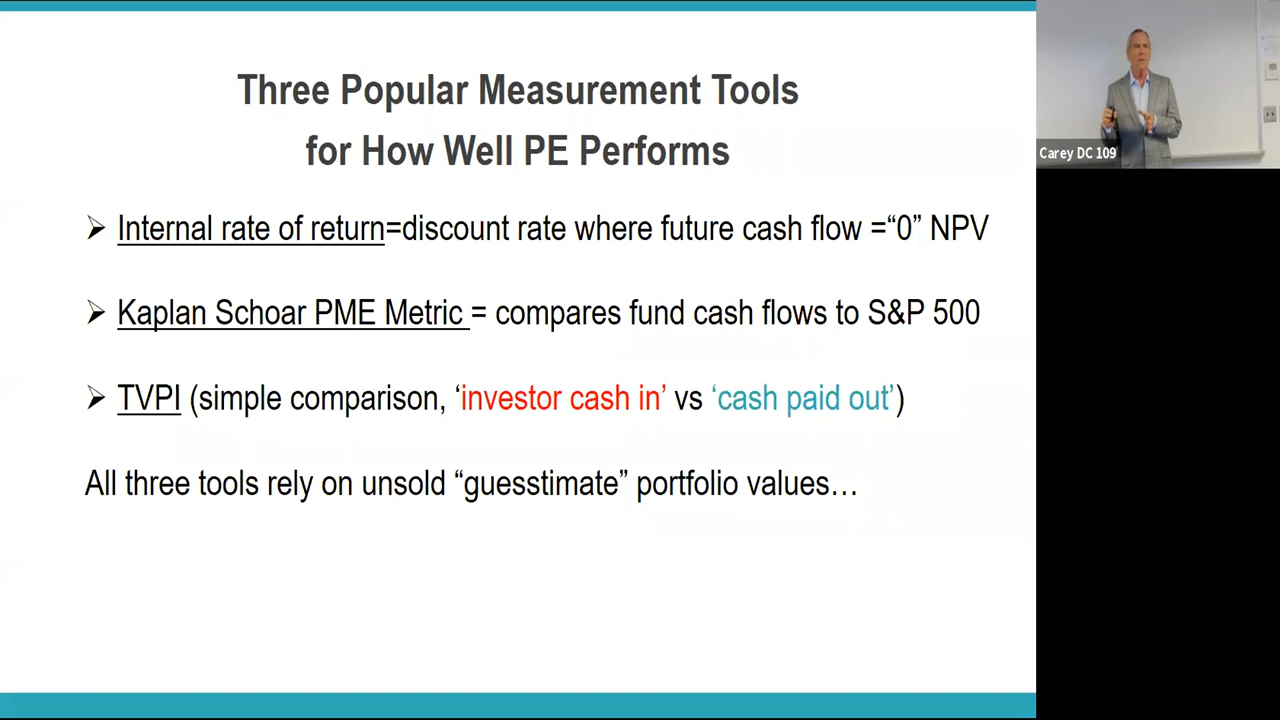 Three Popular Measurement Tools
for How Well PE Performs
➢ Internal rate of return=discount rate where future cash flow =“0” NPV
➢ Kaplan Schoar PME Metric = compares fund cash flows to S&P 500
➢ TVPI (simple comparison, ‘investor cash in’ vs ‘cash paid out’)
All three tools rely on unsold “guesstimate” portfolio values…
Carey DC 109